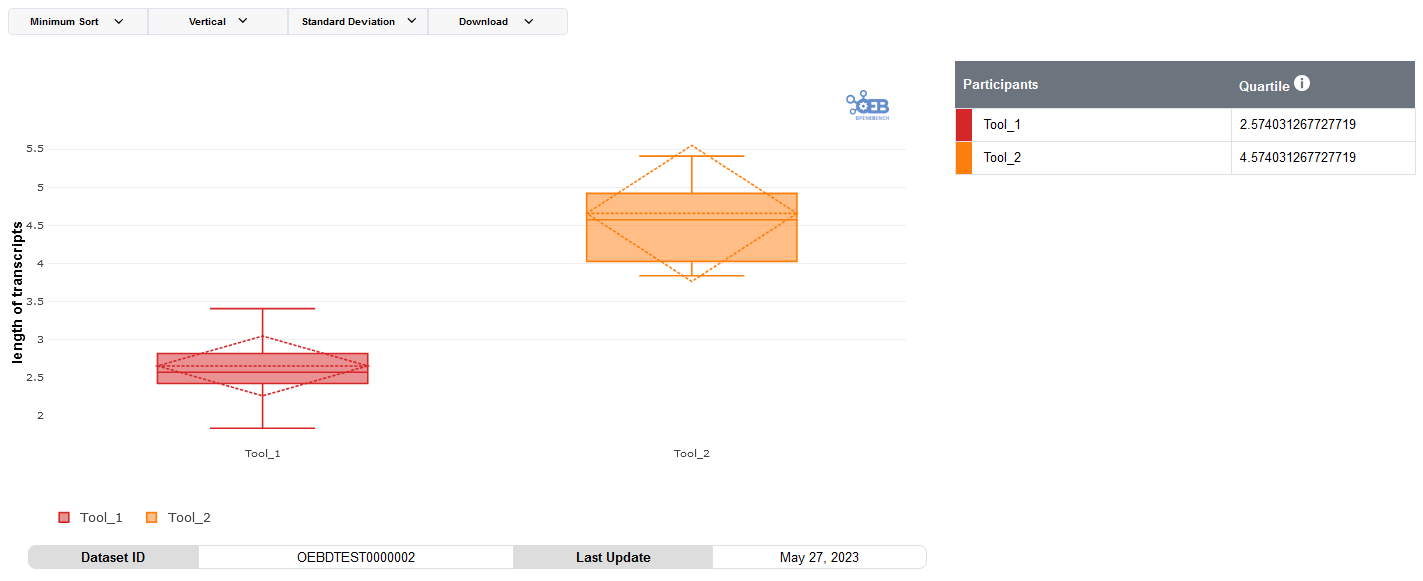 Minimum Sort Vertical Standard Deviation Download
OEB
OPENEBENCH
Participants Quartile i
Tool_1 2.574031267727719
Tool_2 4.574031267727719
length of transcripts
5.5
5
4.5
4
3.5
3
2.5
2
Tool_1 Tool_2
Tool_1 Tool_2
Dataset ID OEBDTEST0000002 Last Update May 27, 2023